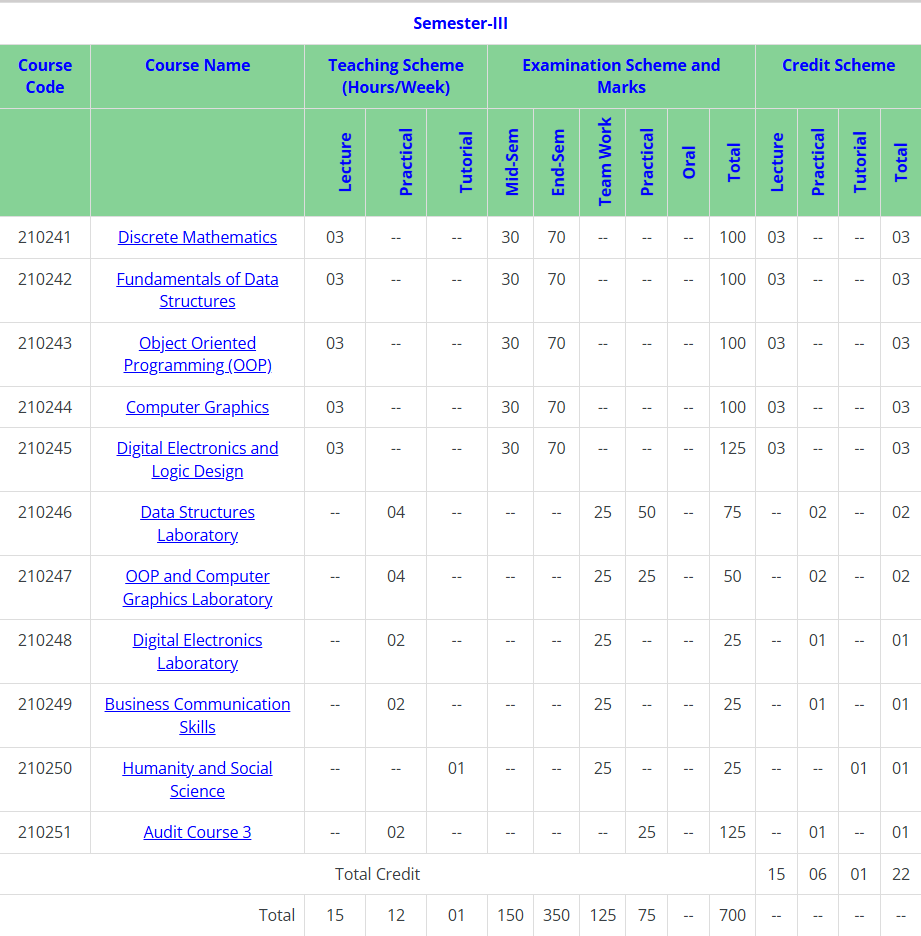 Semester-III
Course Code Course Name Teaching Scheme (Hours/Week) Examination Scheme and Marks Credit Scheme
Lecture Practical Tutorial Mid-Sem End-Sem Team Work Practical Oral Total Lecture Practical Tutorial Total
210241 Discrete Mathematics 03 -- -- 30 70 -- -- -- 100 03 -- -- 03
210242 Fundamentals of Data Structures 03 -- -- 30 70 -- -- -- 100 03 -- -- 03
210243 Object Oriented Programming (OOP) 03 -- -- 30 70 -- -- -- 100 03 -- -- 03
210244 Computer Graphics 03 -- -- 30 70 -- -- -- 100 03 -- -- 03
210245 Digital Electronics and Logic Design 03 -- -- 30 70 -- -- -- 125 03 -- -- 03
210246 Data Structures Laboratory -- 04 -- -- -- 25 50 -- 75 -- 02 -- 02
210247 OOP and Computer Graphics Laboratory -- 04 -- -- -- 25 25 -- 50 -- 02 -- 02
210248 Digital Electronics Laboratory -- 02 -- -- -- 25 -- -- 25 -- 01 -- 01
210249 Business Communication Skills -- 02 -- -- -- 25 -- -- 25 -- 01 -- 01
210250 Humanity and Social Science -- -- 01 -- -- 25 -- -- 25 -- -- 01 01
210251 Audit Course 3 -- 02 -- -- -- -- 25 -- 125 -- 01 -- 01
Total Credit 15 06 01 22
Total 15 12 01 150 350 125 75 -- 700 -- -- -- --